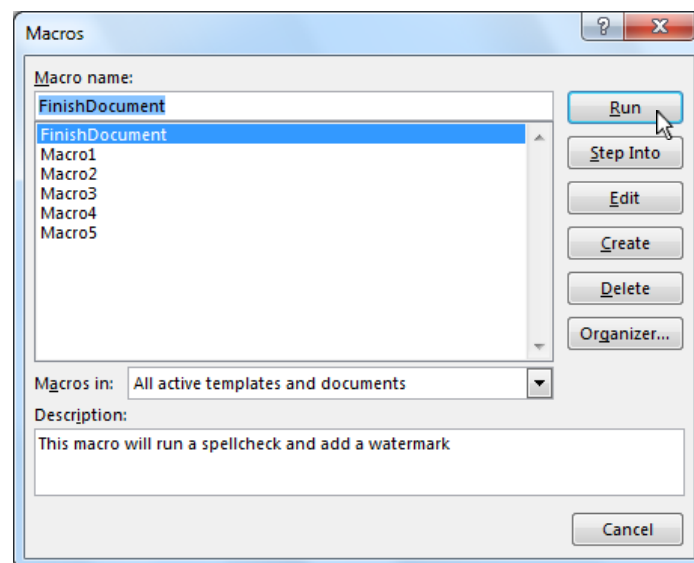 Macros
Macro name:
FinishDocument
Run
FinishDocument
Macro1
Macro2
Macro3
Macro4
Macro5
Step Into
Edit
Create
Delete
Organizer...
Macros in: All active templates and documents
Description:
This macro will run a spellcheck and add a watermark
Cancel